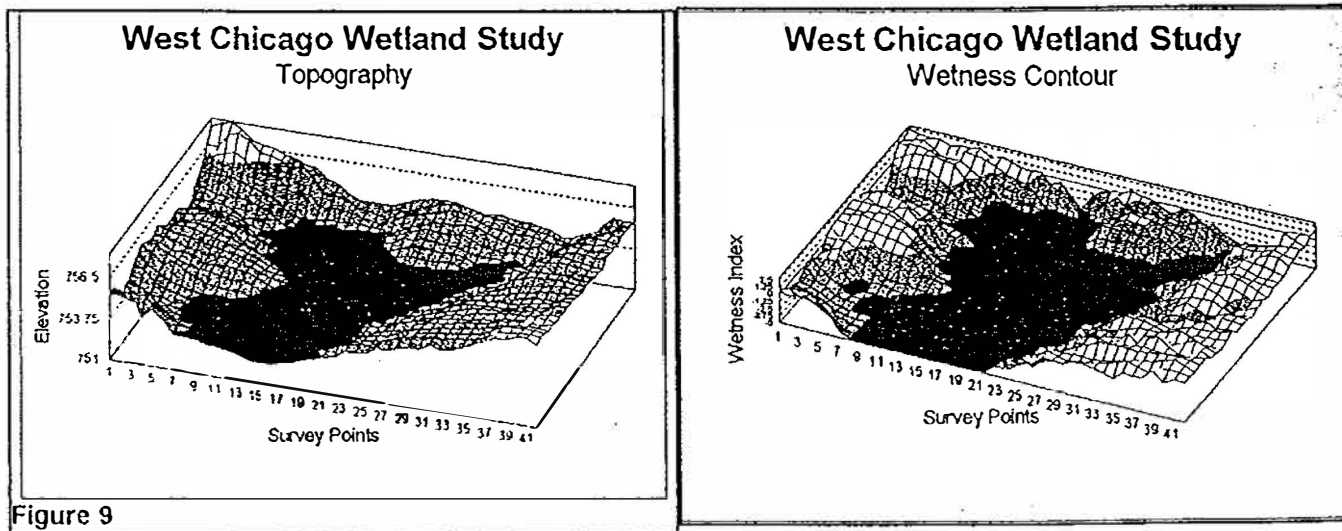 West Chicago Wetland Study
Topography
Elevation
756 5
753 75
751
1 3 5 7 9 11 13 15 17 19 21 23 25 27 29 31 33 35 37 39 41
Survey Points
Figure 9
West Chicago Wetland Study
Wetness Contour
Wetness Index
1 3 5 7 9 11 13 15 17 19 21 23 25 27 29 31 33 35 37 39 41
Survey Points